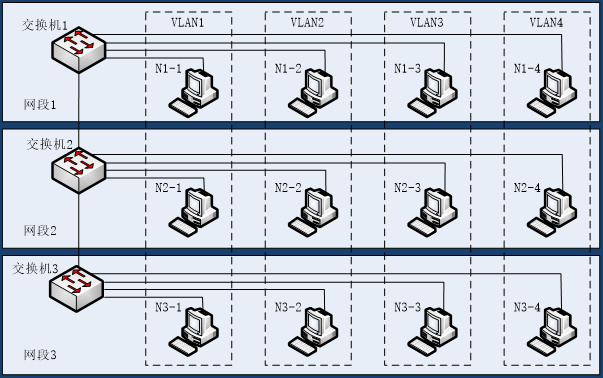 VLAN1 VLAN2 VLAN3 VLAN4
交换机1
N1-1 N1-2 N1-3 N1-4
网段1
交换机2
N2-1 N2-2 N2-3 N2-4
网段2
交换机3
N3-1 N3-2 N3-3 N3-4
网段3